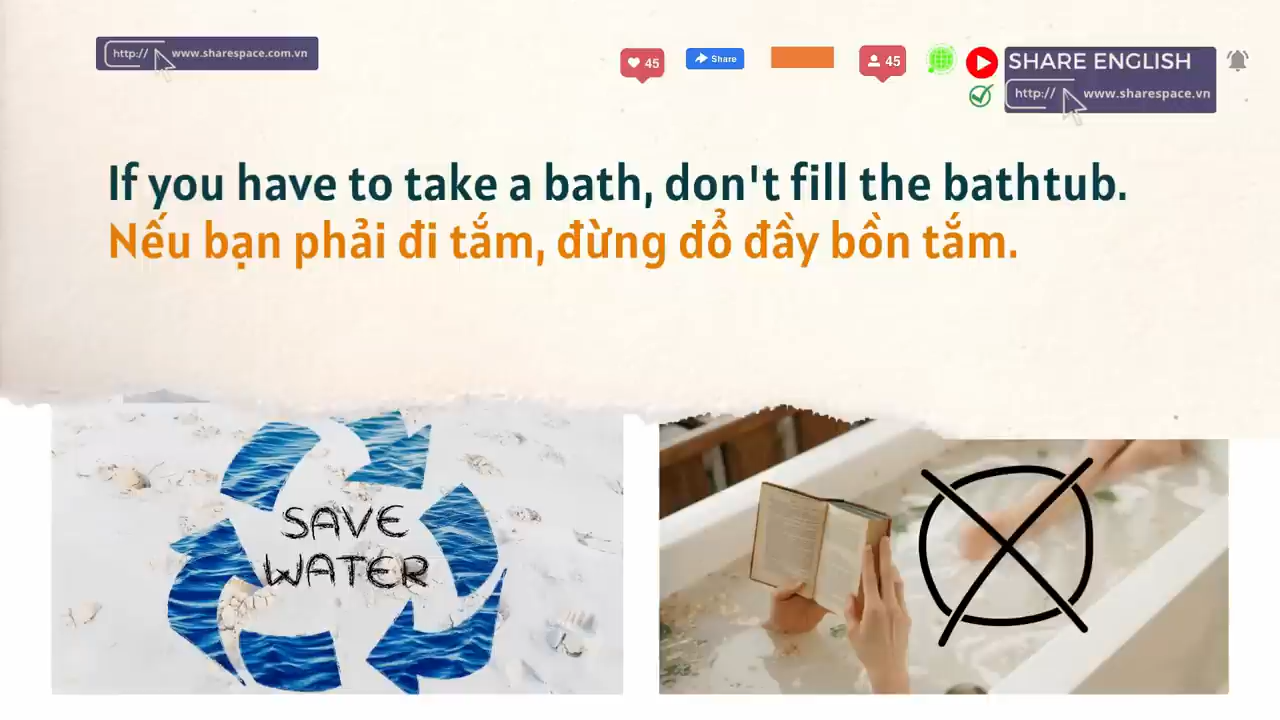 http:// www.sharespace.com.vn
45
Share
45
SHARE ENGLISH
http:// www.sharespace.vn
If you have to take a bath, don't fill the bathtub.
Nếu bạn phải đi tắm, đừng đổ đầy bồn tắm.
SAVE
WATER